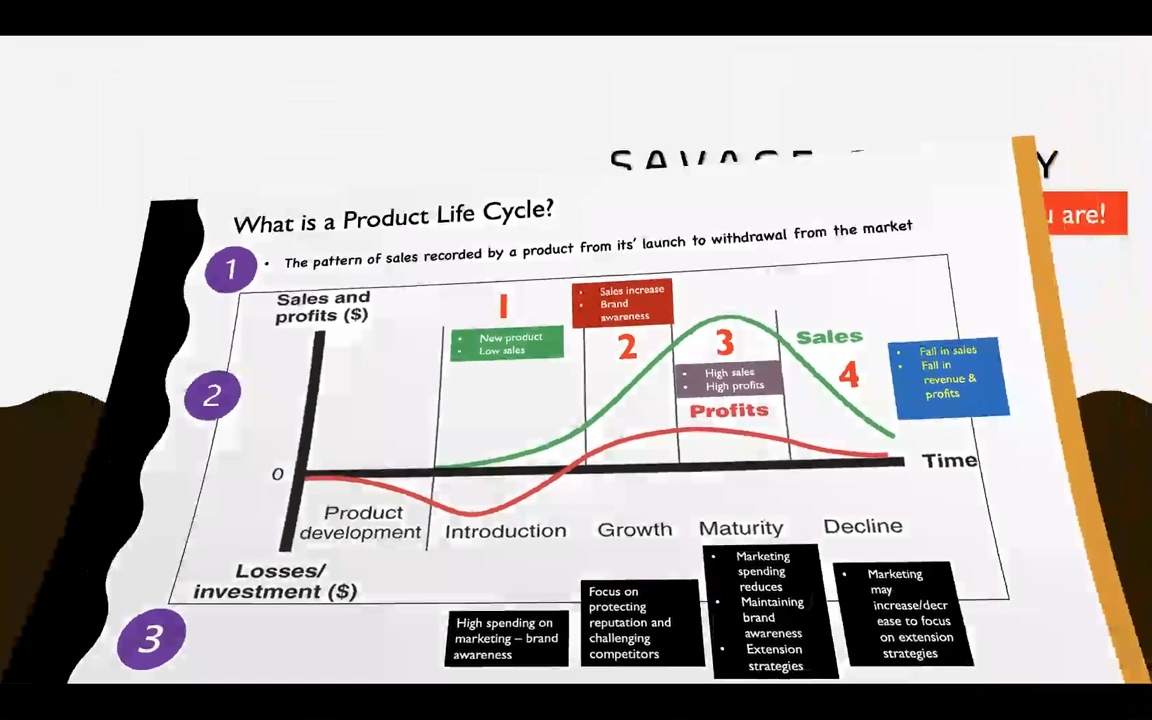 What is a Product Life Cycle?
1
• The pattern of sales recorded by a product from its' launch to withdrawal from the market
Sales and
profits ($)
1
• New product
• Low sales
• Sales increase
• Brand
awareness
2
3
• High sales
• High profits
Profits
Sales
4
• Fall in sales
• Fall in
revenue &
profits
2
0
Time
Product
development
Introduction
Growth
Maturity
Decline
Losses/
investment ($)
3
High spending on
marketing – brand
awareness
Focus on
protecting
reputation and
challenging
competitors
• Marketing
spending
reduces
• Maintaining
brand
awareness
• Extension
strategies
• Marketing
may
increase/decr
ease to focus
on extension
strategies
are!